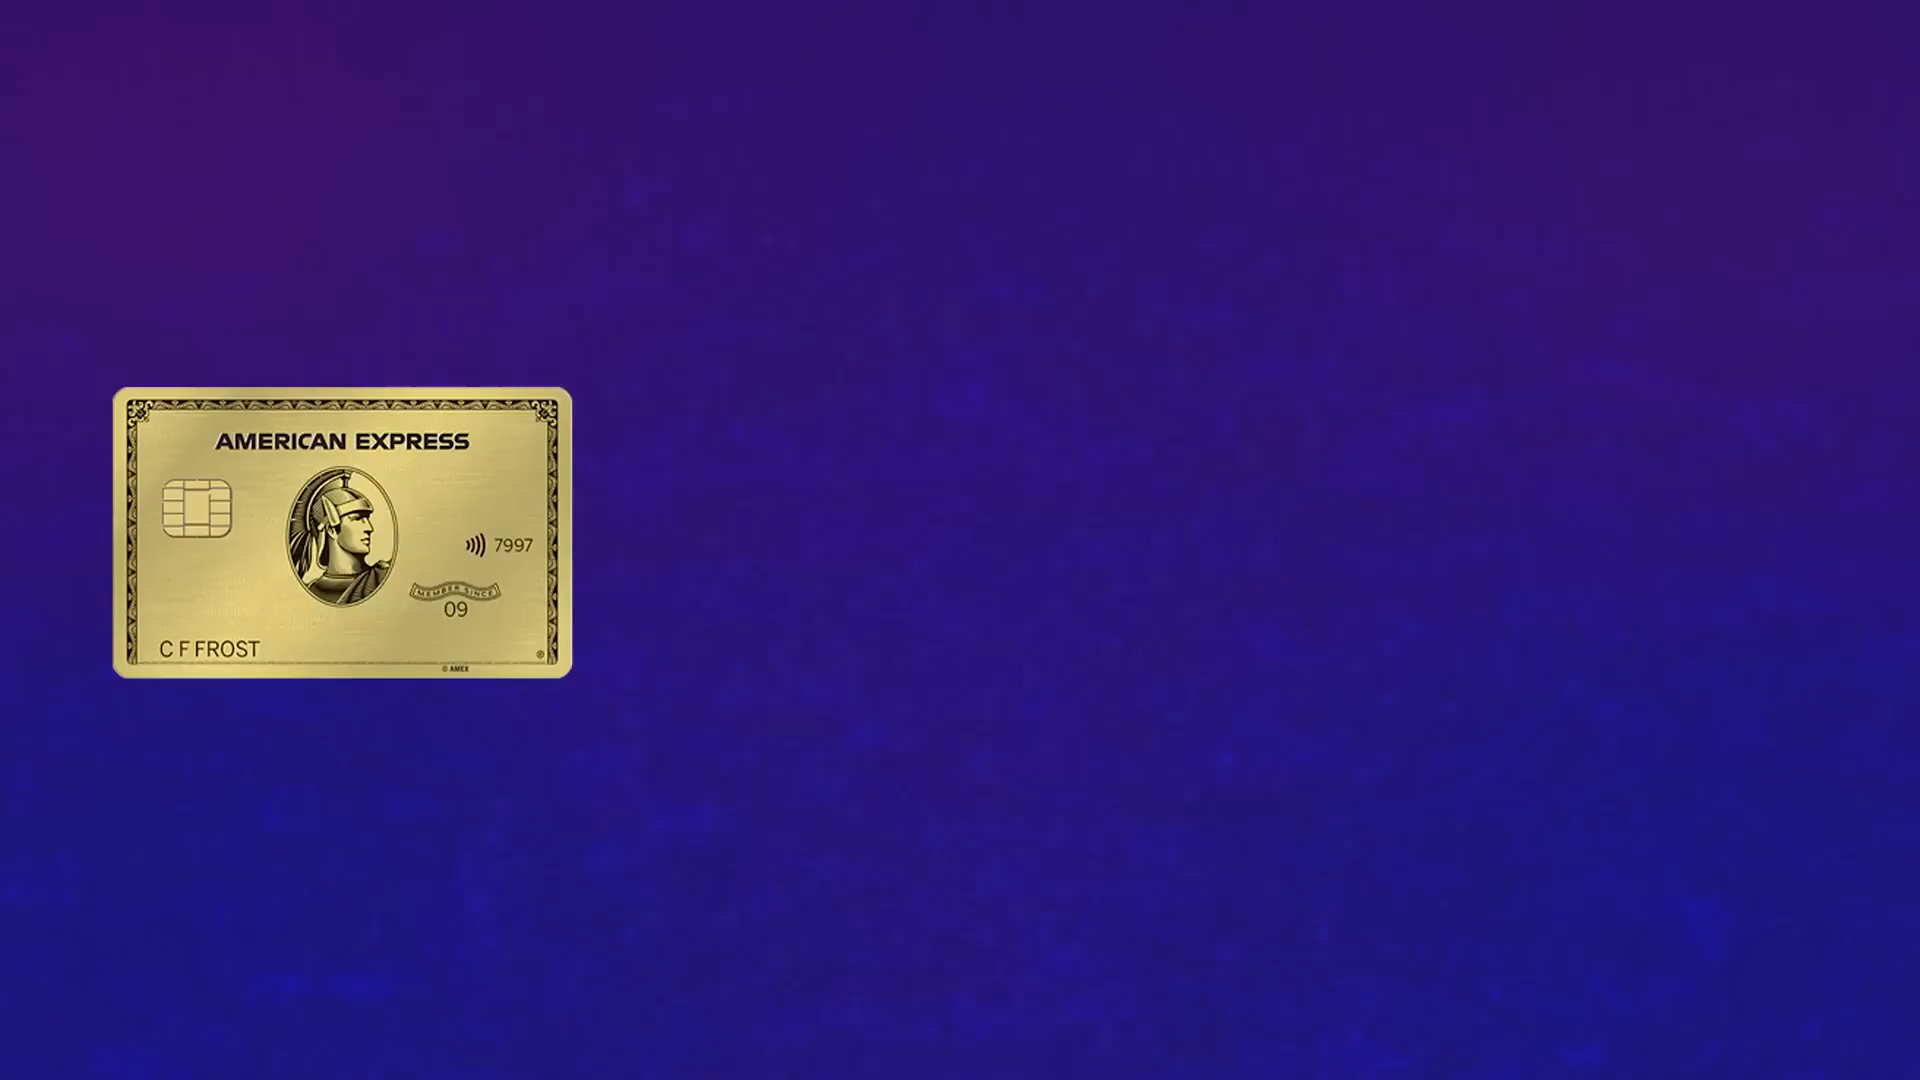 AMERICAN EXPRESS
7997
MEMBER SINCE
09
C F FROST
®
© AMEX